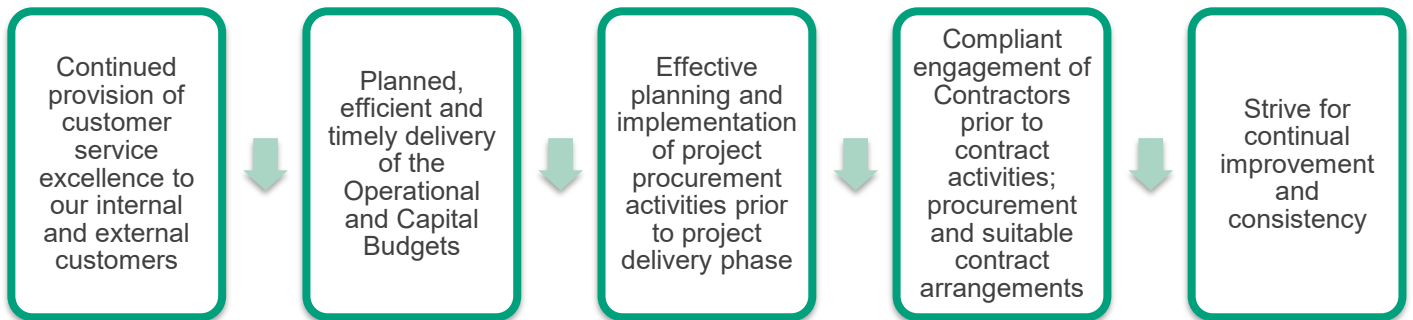 Continued
provision of
customer
service
excellence to
our internal
and external
customers
Planned,
efficient and
timely delivery
of the
Operational
and Capital
Budgets
Effective
planning and
implementation
of project
procurement
activities prior
to project
delivery phase
Compliant
engagement of
Contractors
prior to
contract
activities;
procurement
and suitable
contract
arrangements
Strive for
continual
improvement
and
consistency